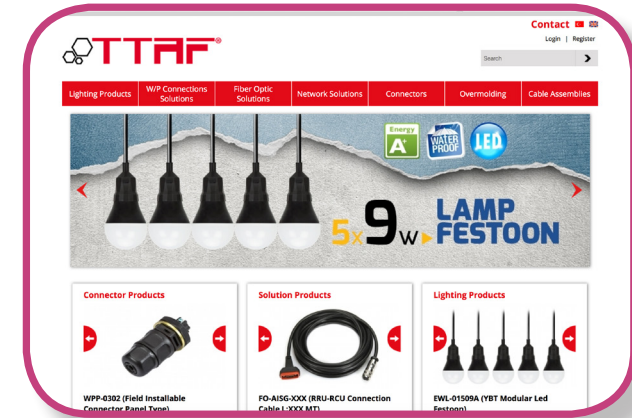 Contact
Login | Register
TTAF®
Search
Lighting Products
W/P Connections Solutions
Fiber Optic Solutions
Network Solutions
Connectors
Overmolding
Cable Assemblies
Energy
A+
WATER PROOF
LED
5x9w LAMP FESTOON
Connector Products
Solution Products
Lighting Products
WPP-0302 (Field Installable
Connector Panel Type)
FO-AISG-XXX (RRU-RCU Connection
Cable L:XXX MT)
EWL-01509A (YBT Modular Led
Festoon)